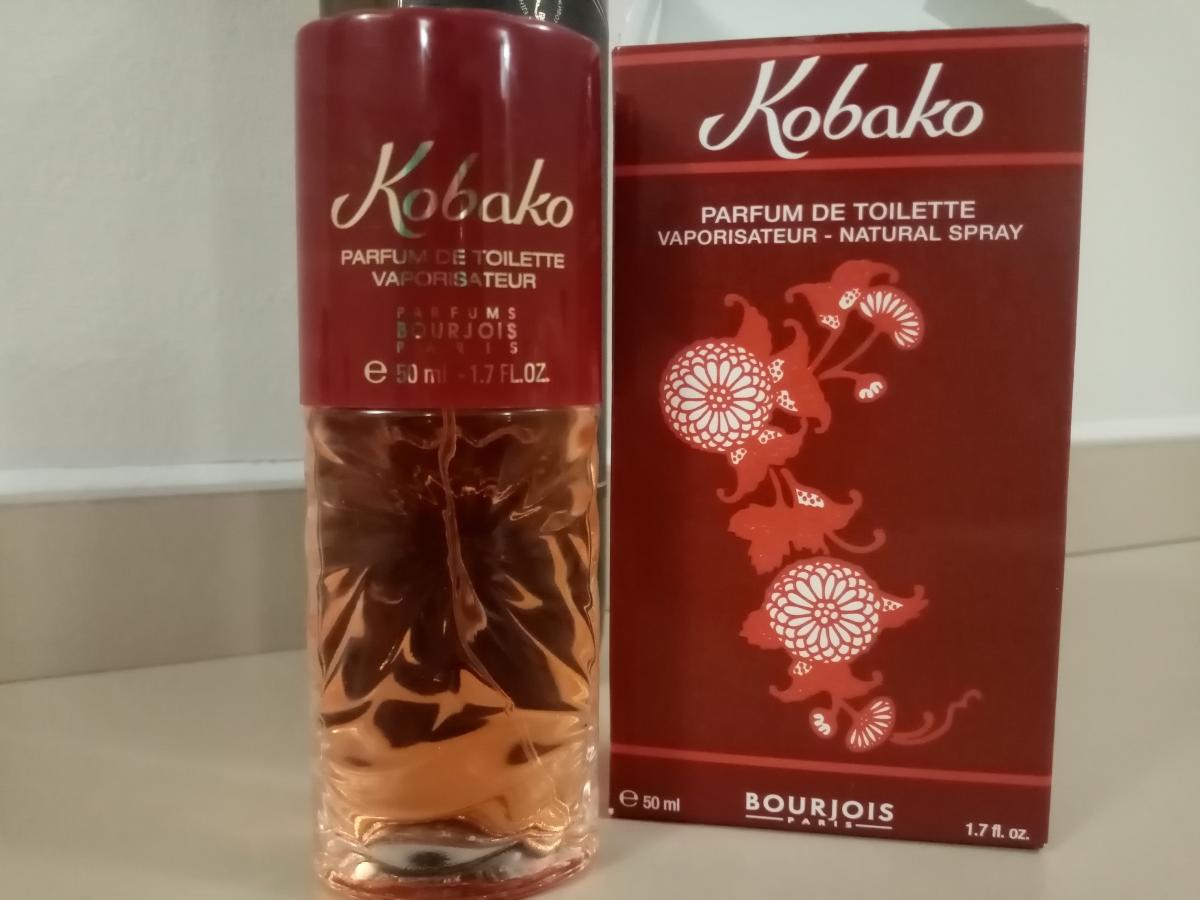 Kobako
PARFUM DE TOILETTE
VAPORISATEUR
PARFUMS
BOURJOIS
PARIS
e 50 ml - 1.7 FL.OZ.
Kobako
PARFUM DE TOILETTE
VAPORISATEUR - NATURAL SPRAY
e 50 ml
BOURJOIS
PARIS
1.7 fl. oz.